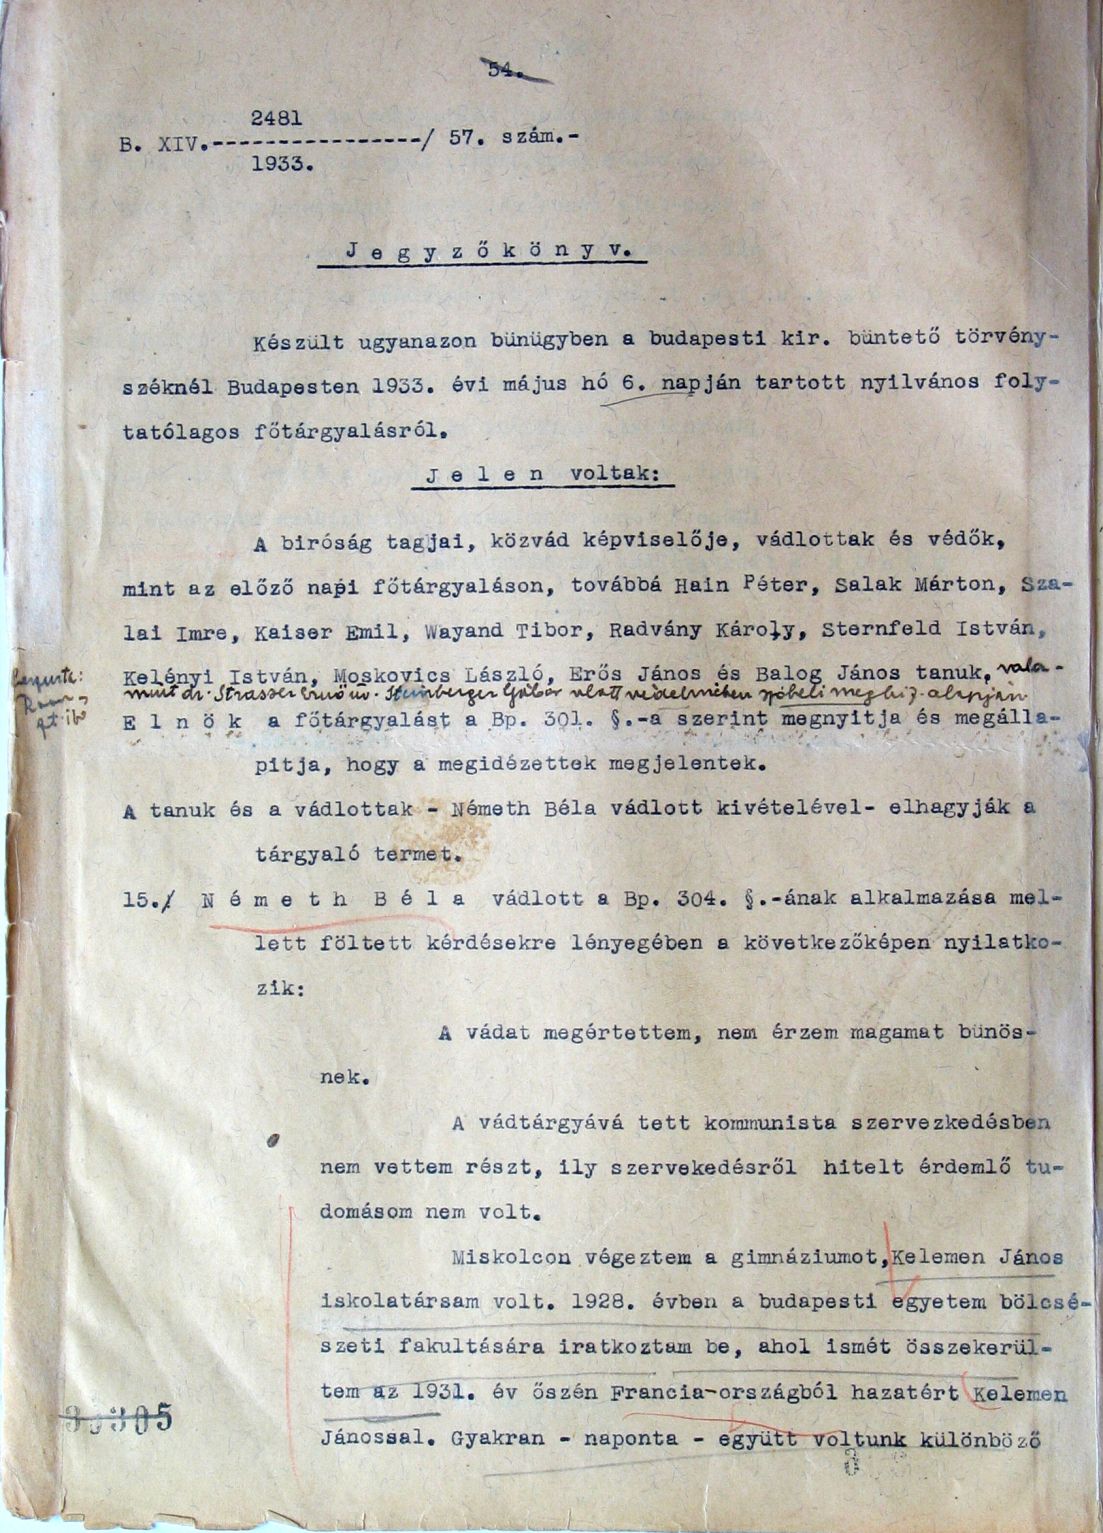 54.
2481
B. XIV.----------------/ 57. szám.-
1933.
J e g y z ő k ö n y v.
Készült ugyanazon bünügyben a budapesti kir. büntető törvény-
széknél Budapesten 1933. évi május hó 6. napján tartott nyilvános foly-
tatólagos főtárgyalásról.
J e l e n voltak:
A biróság tagjai, közvád képviselője, vádlottak és védők,
mint az előző napi főtárgyaláson, továbbá Hain Péter, Salak Márton, Sza-
lai Imre, Kaiser Emil, Wayand Tibor, Radvány Károly, Sternfeld István,
Kelényi István, Moskovics László, Erős János és Balog János tanuk, vala-
mint dr. Strasser Steinberger Gábor védelmében szóbeli megbiz. alapján
E l n ö k a főtárgyalást a Bp. 301. §.-a szerint megnyitja és megálla-
pitja, hogy a megidézettek megjelentek.
A tanuk és a vádlottak - Németh Béla vádlott kivételével- elhagyják a
tárgyaló termet.
15./ N é m e t h B é l a vádlott a Bp. 304. §.-ának alkalmazása mel-
lett föltett kérdésekre lényegében a következőképen nyilatko-
zik:
A vádat megértettem, nem érzem magamat bünös-
nek.
A vádtárgyává tett kommunista szervezkedésben
nem vettem részt, ily szervekedésről hitelt érdemlő tu-
domásom nem volt.
Miskolcon végeztem a gimnáziumot,Kelemen János
iskolatársam volt. 1928. évben a budapesti egyetem bölcsé-
szeti fakultására iratkoztam be, ahol ismét összekerül-
tem az 1931. év őszén Francia-országból hazatért Kelemen
Jánossal. Gyakran - naponta - együtt voltunk különböző